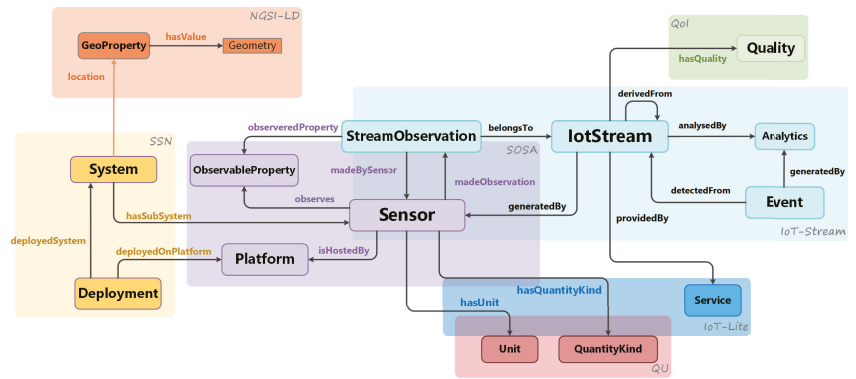 NGSI-LD
GeoProperty
hasValue
Geometry
location
QoI
Quality
hasQuality
derivedFrom
SSN
observeredProperty
StreamObservation
belongsTo
IotStream
analysedBy
Analytics
SOSA
System
ObservableProperty
madeBySensor
madeObservation
generatedBy
observes
hasSubSystem
Sensor
generatedBy
detectedFrom
Event
providedBy
IoT-Stream
deployedSystem
deployedOnPlatform
Platform
isHostedBy
Deployment
hasQuantityKind
hasUnit
Service
IoT-Lite
Unit
QuantityKind
QU